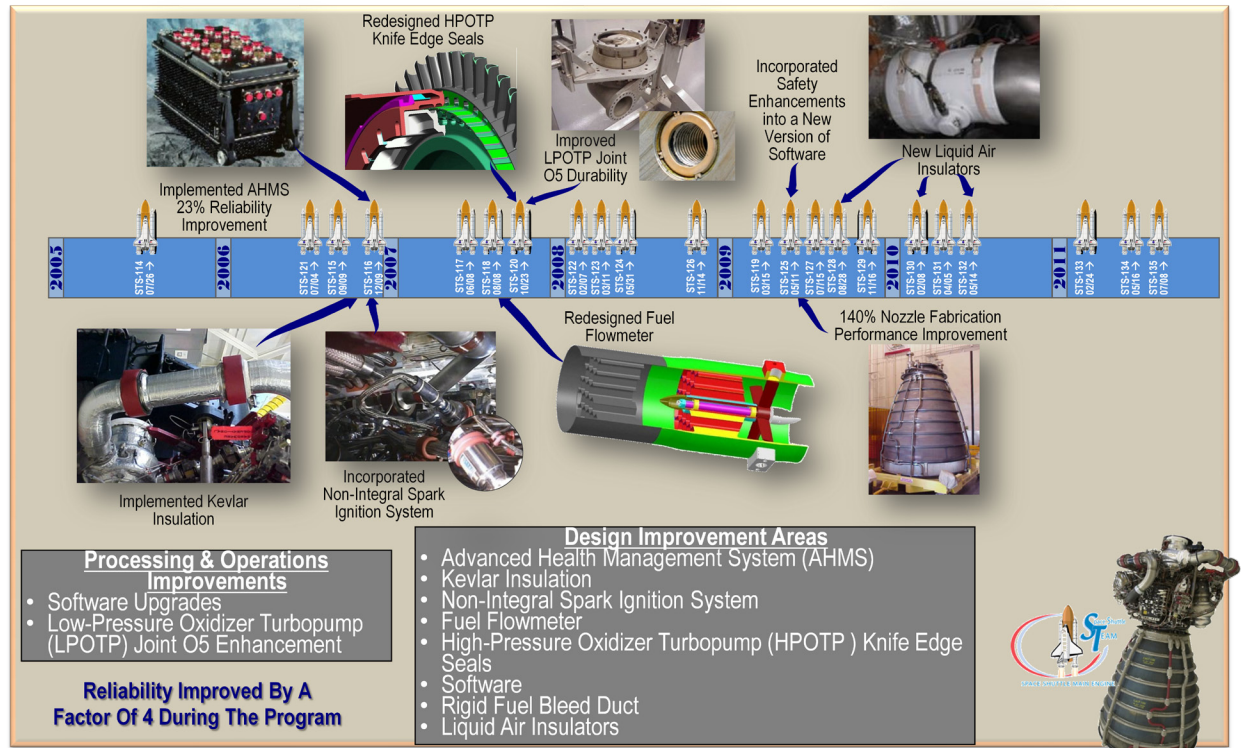 Redesigned HPOTP
Knife Edge Seals
Implemented AHMS
23% Reliability
Improvement
Improved
LPOTP Joint
O5 Durability
Incorporated
Safety
Enhancements
into a New
Version of
Software
New Liquid Air
Insulators
2005
STS-114
07/26 →
2006
STS-121
07/04 →
STS-115
09/09 →
STS-116
12/09 →
2007
STS-117
06/08 →
STS-118
08/08 →
STS-120
10/23 →
2008
STS-122
02/07 →
STS-123
03/11 →
STS-124
05/31 →
STS-126
11/14 →
2009
STS-119
03/15 →
STS-125
05/11 →
STS-127
07/15 →
STS-128
08/28 →
STS-129
11/16 →
2010
STS-130
02/08 →
STS-131
04/05 →
STS-132
05/14 →
2011
STS-133
02/24 →
STS-134
05/16 →
STS-135
07/08 →
Implemented Kevlar
Insulation
Incorporated
Non-Integral Spark
Ignition System
Redesigned Fuel
Flowmeter
140% Nozzle Fabrication
Performance Improvement
Processing & Operations
Improvements
• Software Upgrades
• Low-Pressure Oxidizer Turbopump
(LPOTP) Joint O5 Enhancement
Reliability Improved By A
Factor Of 4 During The Program
Design Improvement Areas
• Advanced Health Management System (AHMS)
• Kevlar Insulation
• Non-Integral Spark Ignition System
• Fuel Flowmeter
• High-Pressure Oxidizer Turbopump (HPOTP ) Knife Edge
Seals
• Software
• Rigid Fuel Bleed Duct
• Liquid Air Insulators
Space Shuttle
TEAM
SPACE SHUTTLE MAIN ENGINE